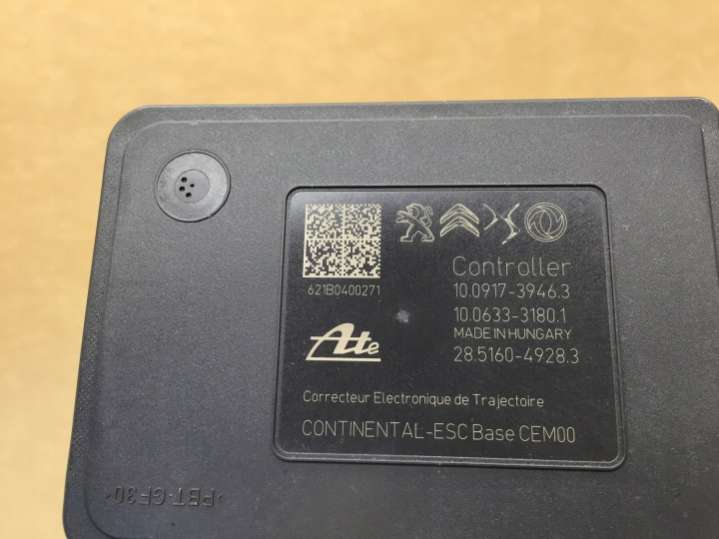 621B0400271
Controller
10.0917-3946.3
10.0633-3180.1
MADE IN HUNGARY
28.5160-4928.3
Ate
Correcteur Electronique de Trajectoire
CONTINENTAL-ESC Base CEM00
>PBT-GF30<